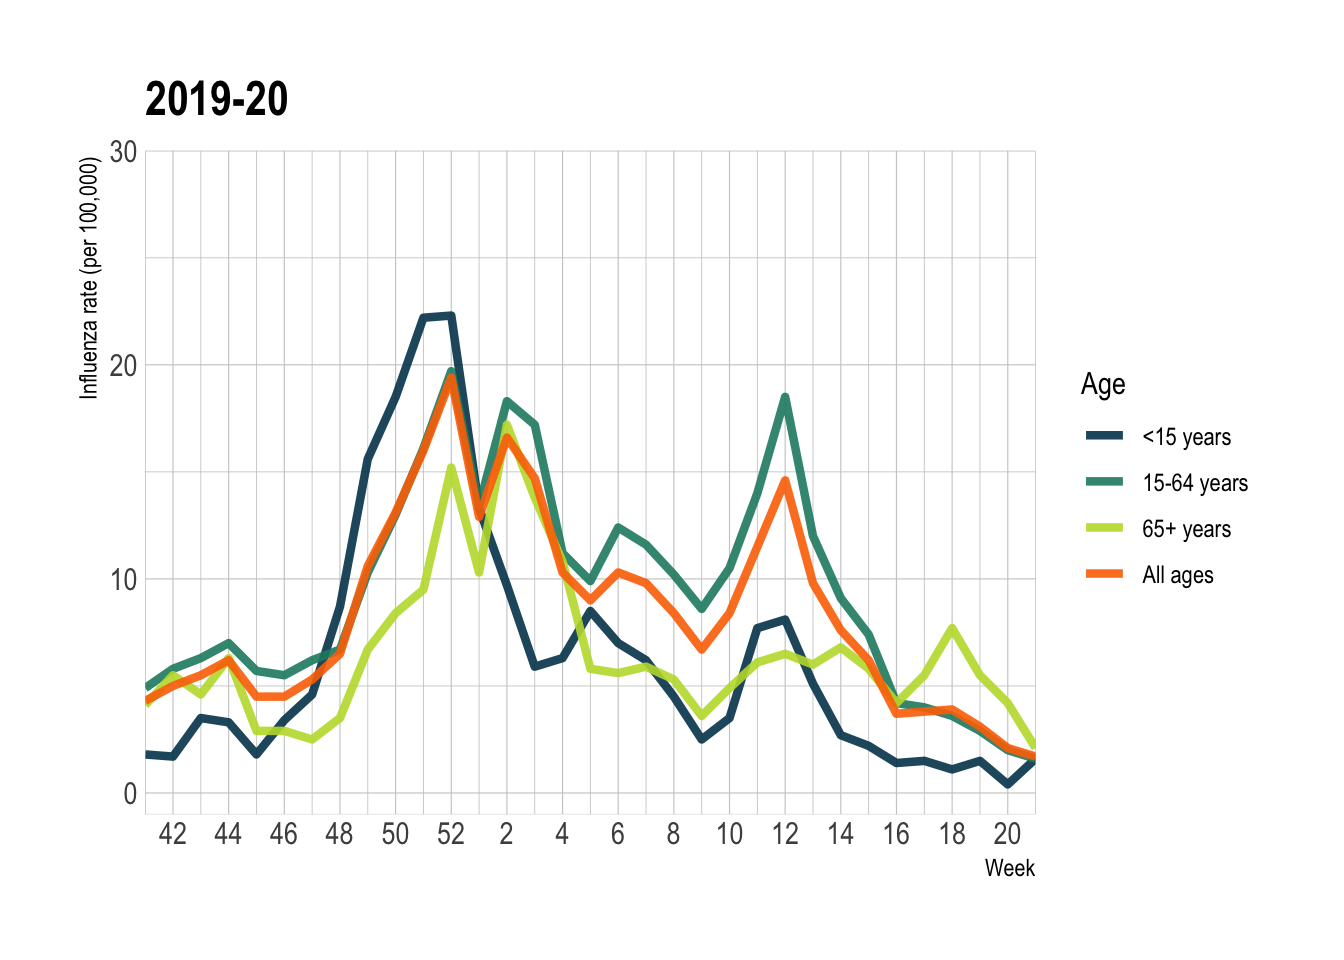 2019-20
Influenza rate (per 100,000)
30
20
10
0
42 44 46 48 50 52 2 4 6 8 10 12 14 16 18 20
Week
Age
<15 years
15-64 years
65+ years
All ages